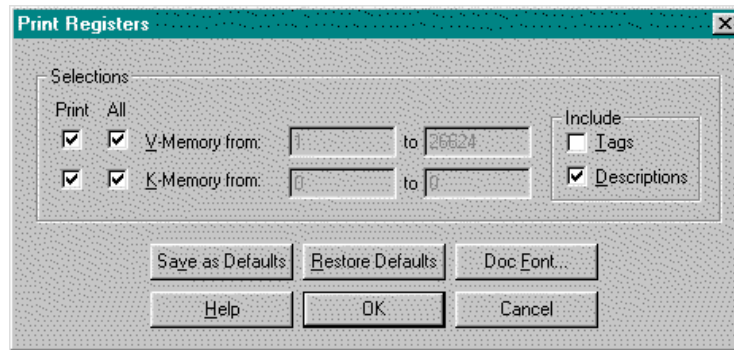 Print Registers
Selections
Print All
V-Memory from: 1 to 26624
K-Memory from: 0 to 0
Include
Tags
Descriptions
Save as Defaults Restore Defaults Doc Font...
Help OK Cancel